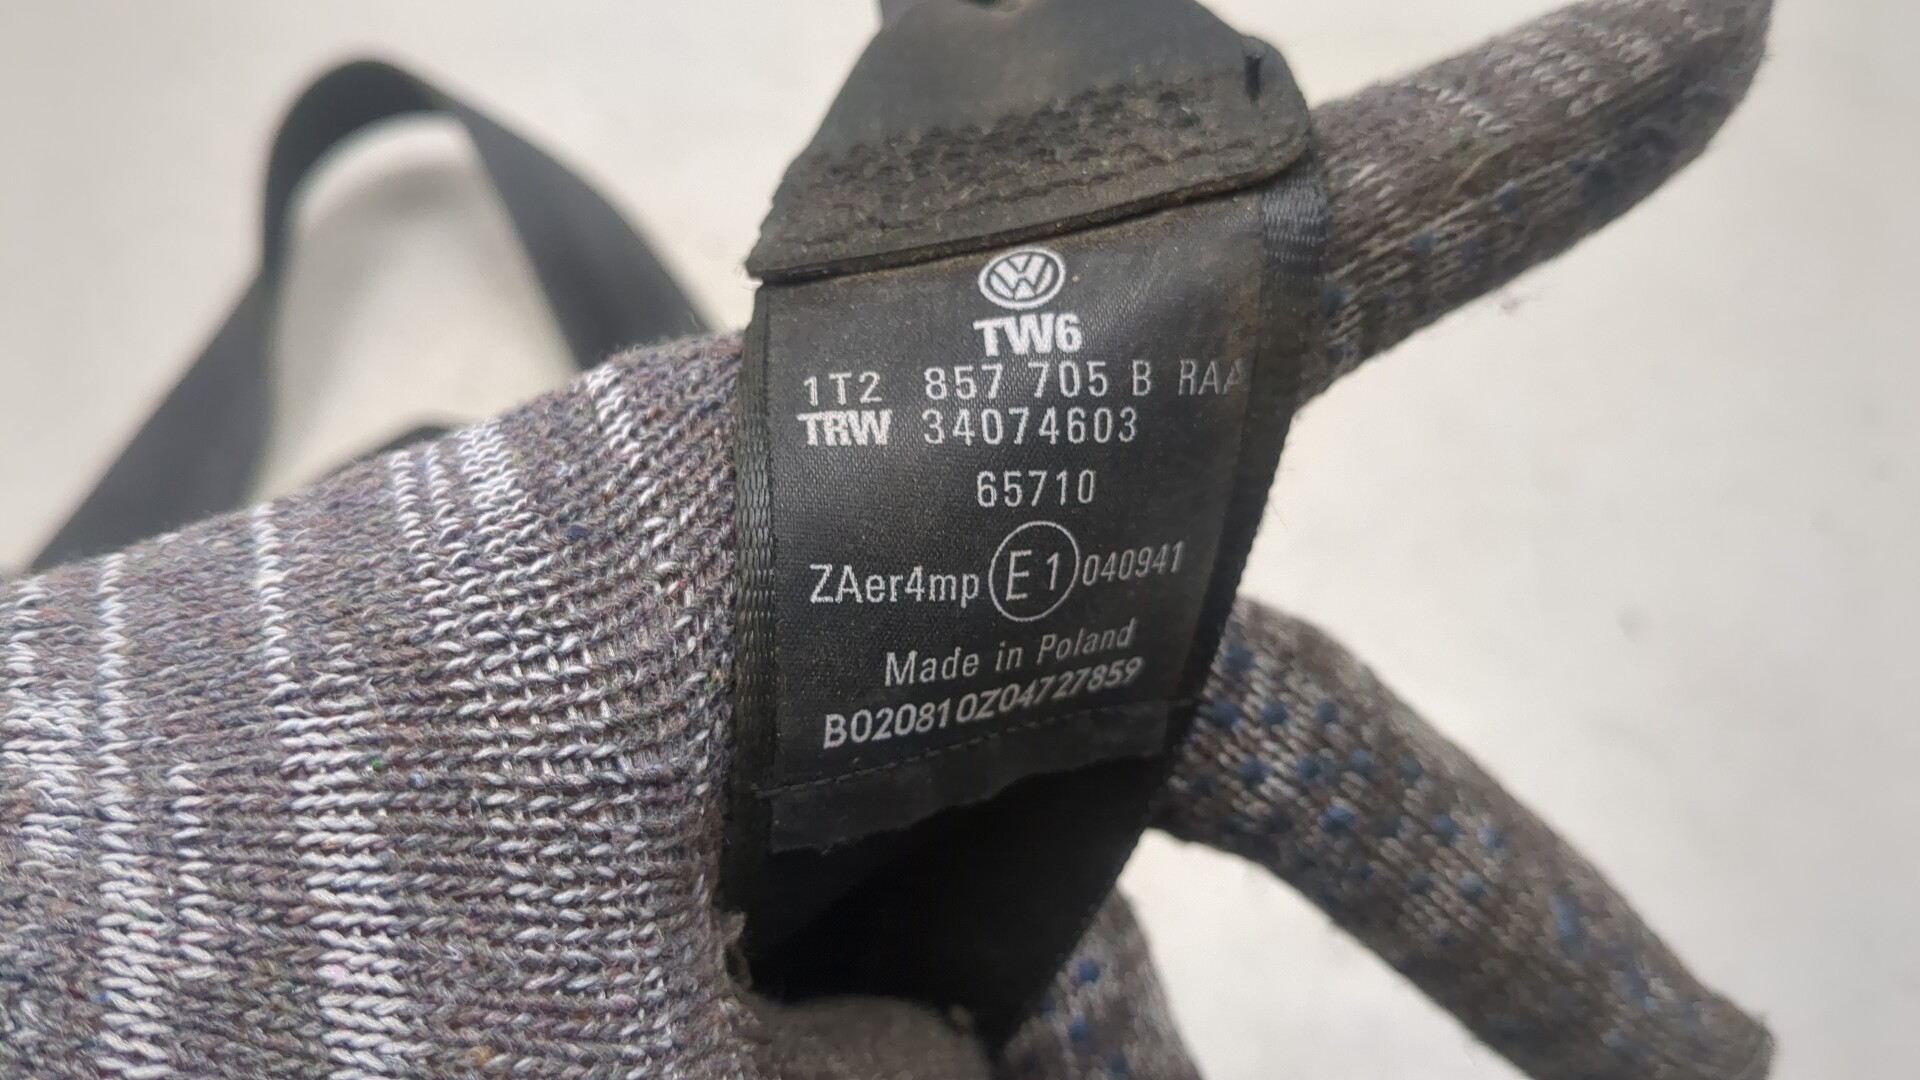 TW6
1T2 857 705 B RAA
TRW 34074603
65710
ZAer4mp E1 040941
Made in Poland
B020810Z04727859